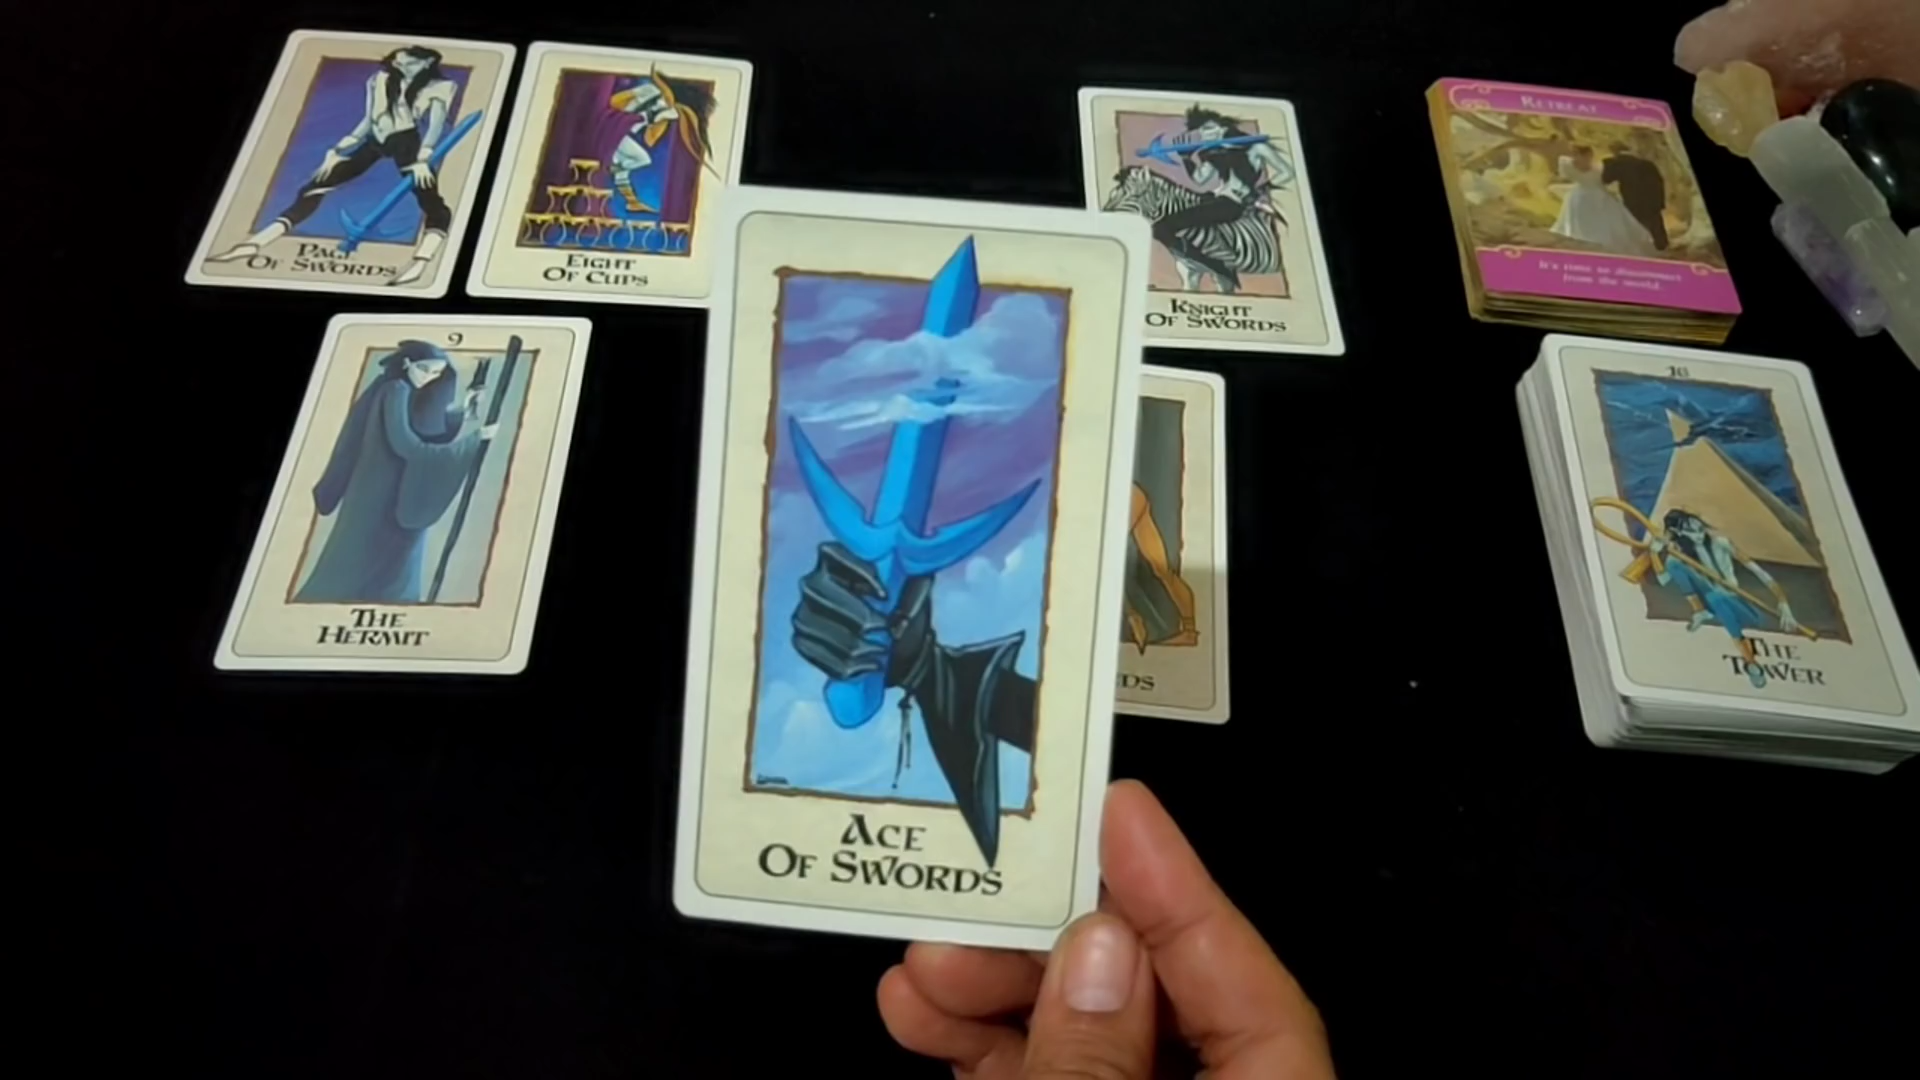 PAGE
OF SWORDS
EIGHT
OF CUPS
KNIGHT
OF SWORDS
RETREAT
It's time to disconnect
from the world.
9
THE
HERMIT
ACE
OF SWORDS
DS
16
THE
TOWER